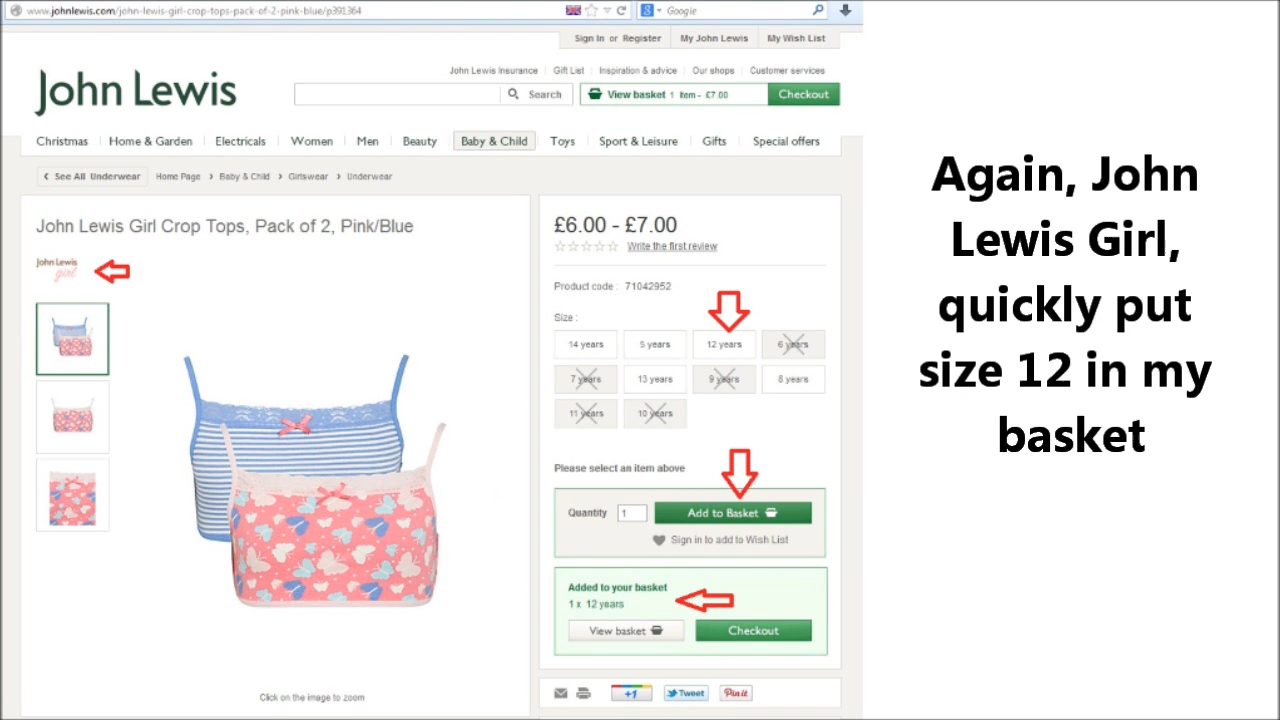 www.johnlewis.com/john-lewis-girl-crop-tops-pack-of-2-pink-blue/p391364
Google
Sign In or Register
My John Lewis
My Wish List
John Lewis Insurance
Gift List
Inspiration & advice
Our shops
Customer services
John Lewis
Search
View basket 1 item - £7.00
Checkout
Christmas
Home & Garden
Electricals
Women
Men
Beauty
Baby & Child
Toys
Sport & Leisure
Gifts
Special offers
See All Underwear
Home Page > Baby & Child > Girlswear > Underwear
John Lewis Girl Crop Tops, Pack of 2, Pink/Blue
John Lewis
girl
Click on the image to zoom
£6.00 - £7.00
Write the first review
Product code : 71042952
Size :
14 years
5 years
12 years
6 years
7 years
13 years
9 years
8 years
11 years
10 years
Please select an item above
Quantity 1
Add to Basket
Sign in to add to Wish List
Added to your basket
1 x 12 years
View basket
Checkout
+1
Tweet
Pin it
Again, John
Lewis Girl,
quickly put
size 12 in my
basket